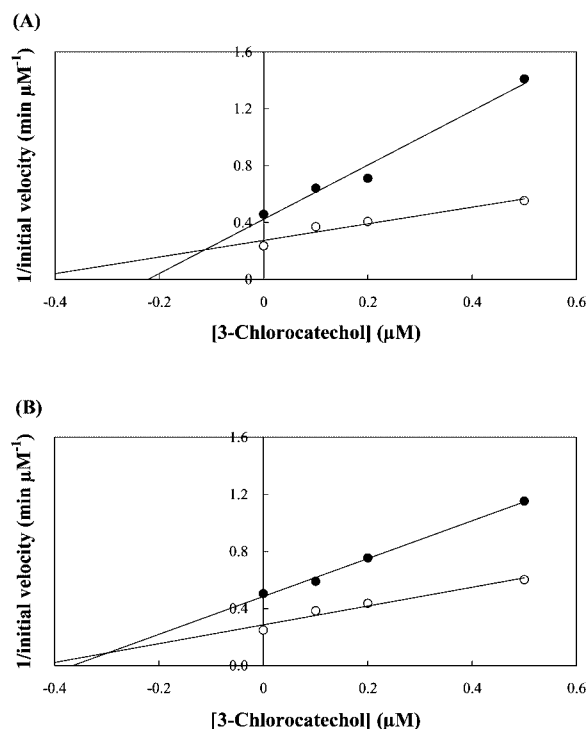 (A)
1/initial velocity (min µM⁻¹)
1.6
1.2
0.8
0.4
0
-0.4 -0.2 0 0.2 0.4 0.6
[3-Chlorocatechol] (µM)
(B)
1/initial velocity (min µM⁻¹)
1.6
1.2
0.8
0.4
0.0
-0.4 -0.2 0 0.2 0.4 0.6
[3-Chlorocatechol] (µM)